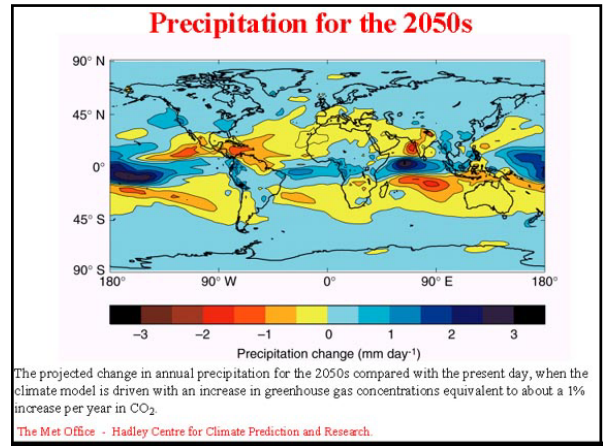 Precipitation for the 2050s
90° N
45° N
0°
45° S
90° S
180° 90° W 0° 90° E 180°
−3 −2 −1 0 1 2 3
Precipitation change (mm day⁻¹)
The projected change in annual precipitation for the 2050s compared with the present day, when the
climate model is driven with an increase in greenhouse gas concentrations equivalent to about a 1%
increase per year in CO₂.
The Met Office - Hadley Centre for Climate Prediction and Research.